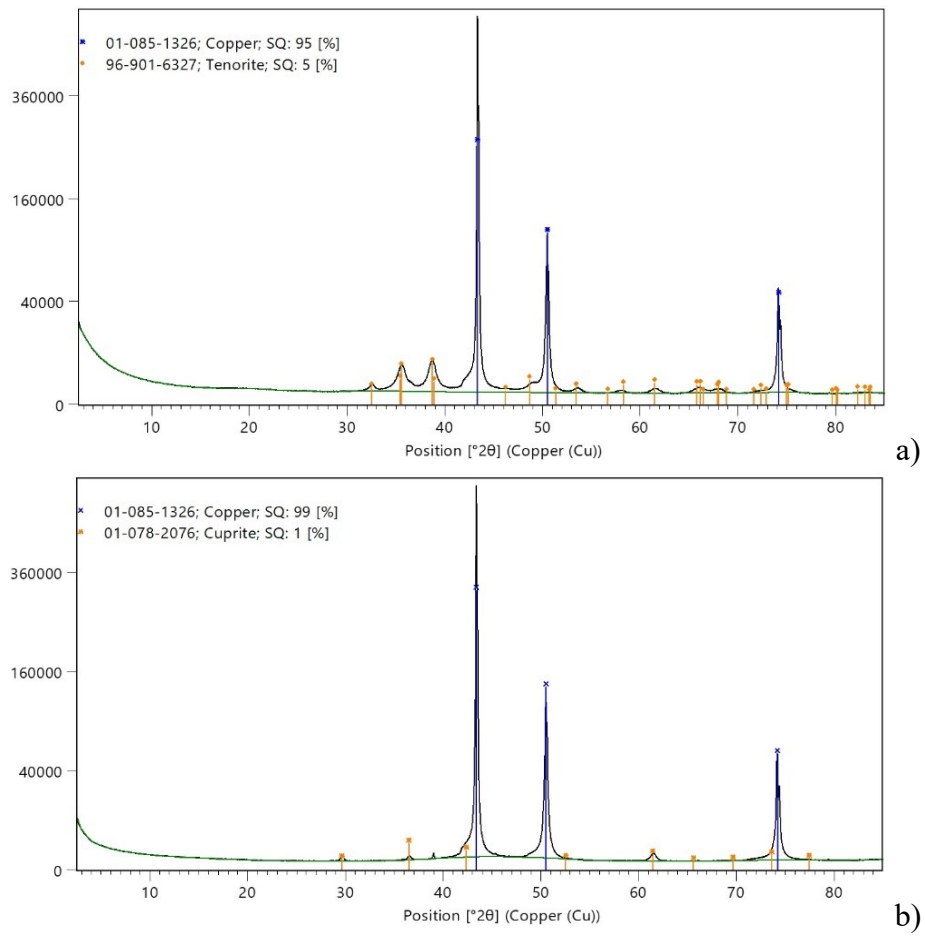 01-085-1326; Copper; SQ: 95 [%]
96-901-6327; Tenorite; SQ: 5 [%]
360000
160000
40000
0
10 20 30 40 50 60 70 80
Position [°2θ] (Copper (Cu))
a)
01-085-1326; Copper; SQ: 99 [%]
01-078-2076; Cuprite; SQ: 1 [%]
360000
160000
40000
0
10 20 30 40 50 60 70 80
Position [°2θ] (Copper (Cu))
b)